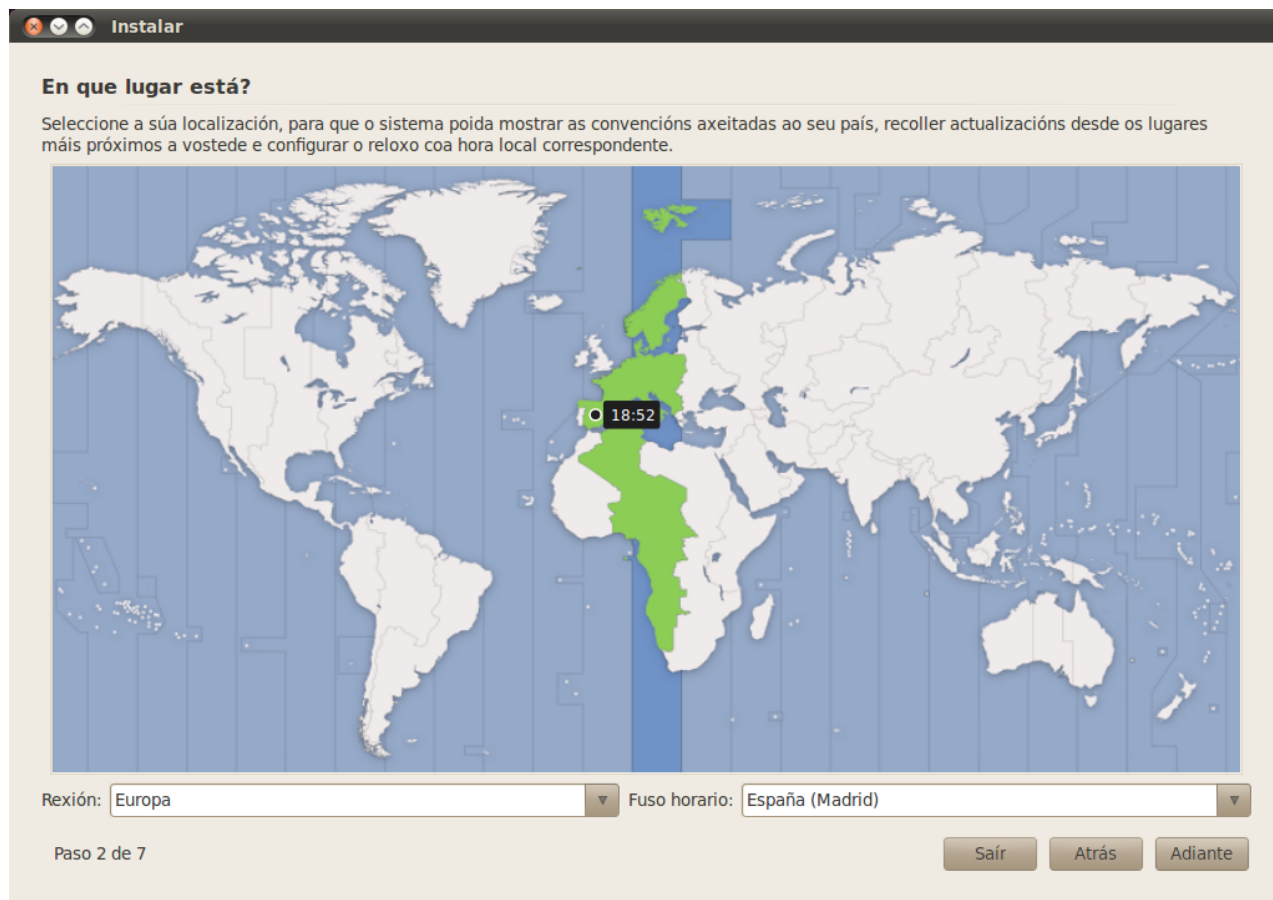 Instalar
En que lugar está?
Seleccione a súa localización, para que o sistema poida mostrar as convencións axeitadas ao seu país, recoller actualizacións desde os lugares
máis próximos a vostede e configurar o reloxo coa hora local correspondente.
18:52
Rexión: Europa Fuso horario: España (Madrid)
Paso 2 de 7 Saír Atrás Adiante